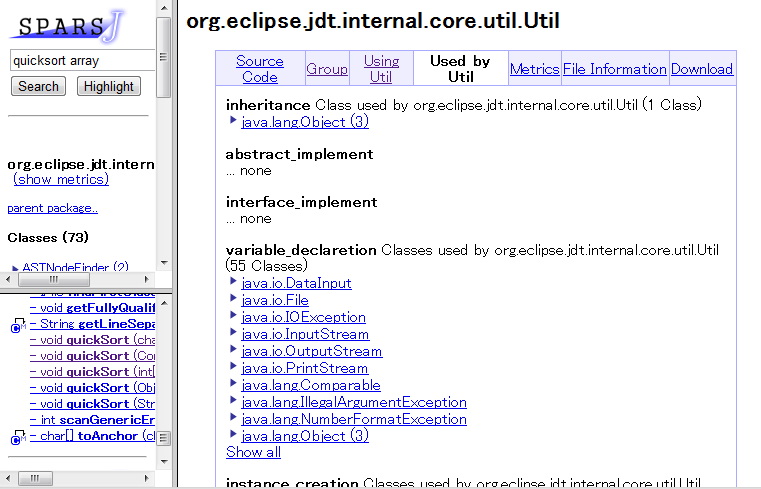 SPARSJ
quicksort array
Search Highlight
org.eclipse.jdt.intern
(show metrics)
parent package..
Classes (73)
ASTNodeFinder (2)
- void getFullyQualif
- String getLineSepa
- void quickSort (cha
- void quickSort (Cor
- void quickSort (int[]
- void quickSort (Obj
- void quickSort (Stri
- int scanGenericEn
- char[] toAnchor (ch
org.eclipse.jdt.internal.core.util.Util
Source Code Group Using Util Used by Util Metrics File Information Download
inheritance Class used by org.eclipse.jdt.internal.core.util.Util (1 Class)
java.lang.Object (3)
abstract_implement
... none
interface_implement
... none
variable_declaretion Classes used by org.eclipse.jdt.internal.core.util.Util
(55 Classes)
java.io.DataInput
java.io.File
java.io.IOException
java.io.InputStream
java.io.OutputStream
java.io.PrintStream
java.lang.Comparable
java.lang.IllegalArgumentException
java.lang.NumberFormatException
java.lang.Object (3)
Show all
instance_creation Classes used by org.eclipse.jdt.internal.core.util.Util